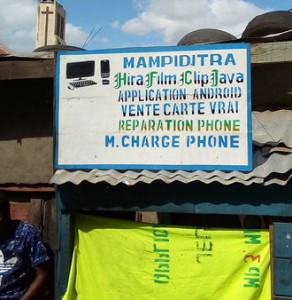 MAMPIDITRA
Hira Film Clip Java
APPLICATION ANDROID
VENTE CARTE VRAI
REPARATION PHONE
M.CHARGE PHONE